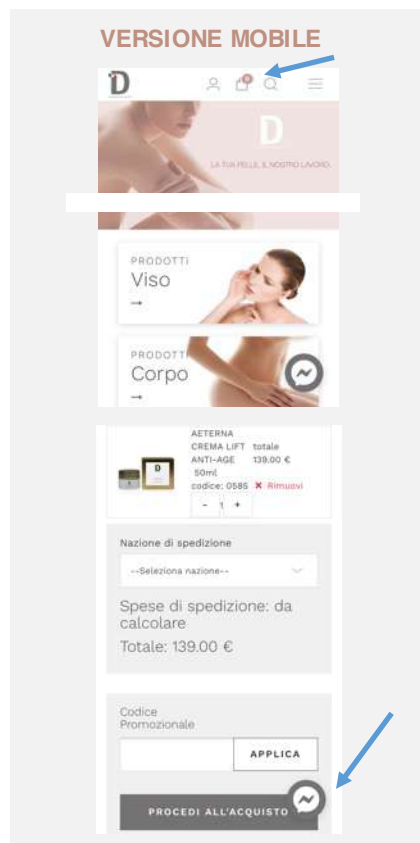 VERSIONE MOBILE
D
0
D
LA TUA PELLE, IL NOSTRO LAVORO.
PRODOTTI
Viso
→
PRODOTTI
Corpo
→
AETERNA
CREMA LIFT totale
ANTI-AGE 139.00 €
50ml
codice: 0585 ✕ Rimuovi
- 1 +
D
Nazione di spedizione
--Seleziona nazione--
Spese di spedizione: da
calcolare
Totale: 139.00 €
Codice
Promozionale
APPLICA
PROCEDI ALL'ACQUISTO